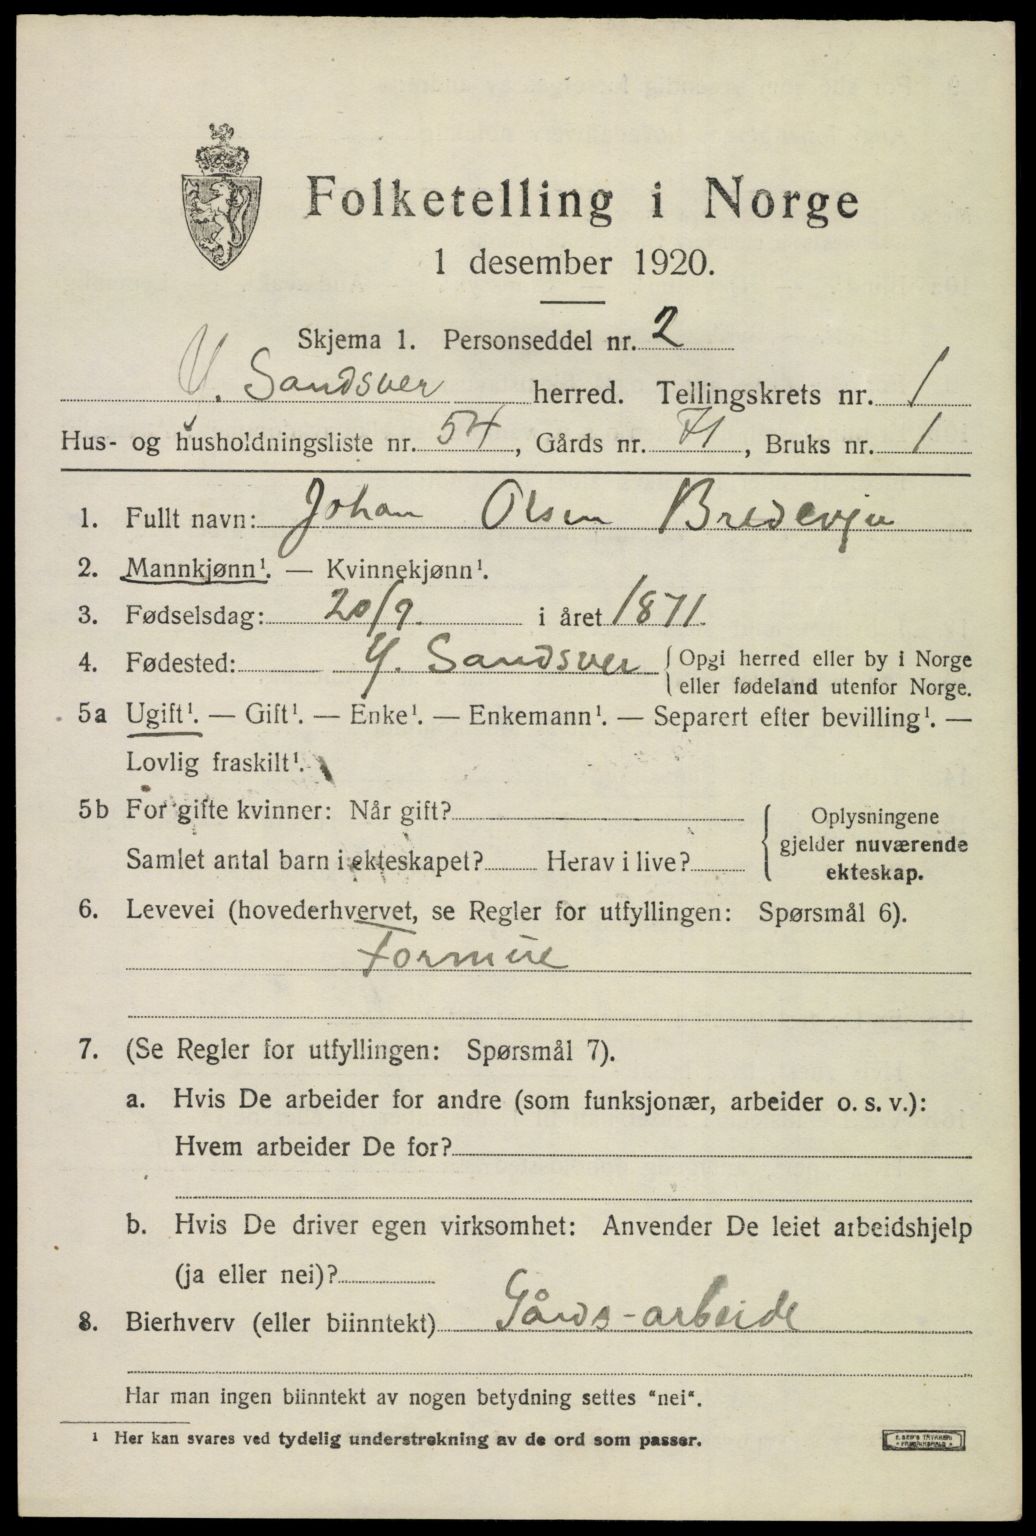 Folketelling i Norge
1 desember 1920.
Skjema 1. Personseddel nr. 2
Y. Sandsver herred. Tellingskrets nr. 1
Hus- og husholdningsliste nr. 54, Gårds nr. 71, Bruks nr. 1
1. Fullt navn: Johan Olsen Bredevju
2. Mannkjønn¹. — Kvinnekjønn¹.
3. Fødselsdag: 20/9 i året 1871.
4. Fødested: Y. Sandsver {Opgi herred eller by i Norge
eller fødeland utenfor Norge.
5a Ugift¹. — Gift¹. — Enke¹. — Enkemann¹. — Separert efter bevilling¹. —
Lovlig fraskilt¹.
5b For gifte kvinner: Når gift?
Samlet antal barn i ekteskapet? Herav i live?
Oplysningene
gjelder nuværende
ekteskap.
6. Levevei (hovederhvervet, se Regler for utfyllingen: Spørsmål 6).
Formue
7. (Se Regler for utfyllingen: Spørsmål 7).
a. Hvis De arbeider for andre (som funksjonær, arbeider o. s. v.):
Hvem arbeider De for?
b. Hvis De driver egen virksomhet: Anvender De leiet arbeidshjelp
(ja eller nei)?
8. Bierhverv (eller biinntekt) Gårds-arbeide
Har man ingen biinntekt av nogen betydning settes "nei".
¹ Her kan svares ved tydelig understrekning av de ord som passer.